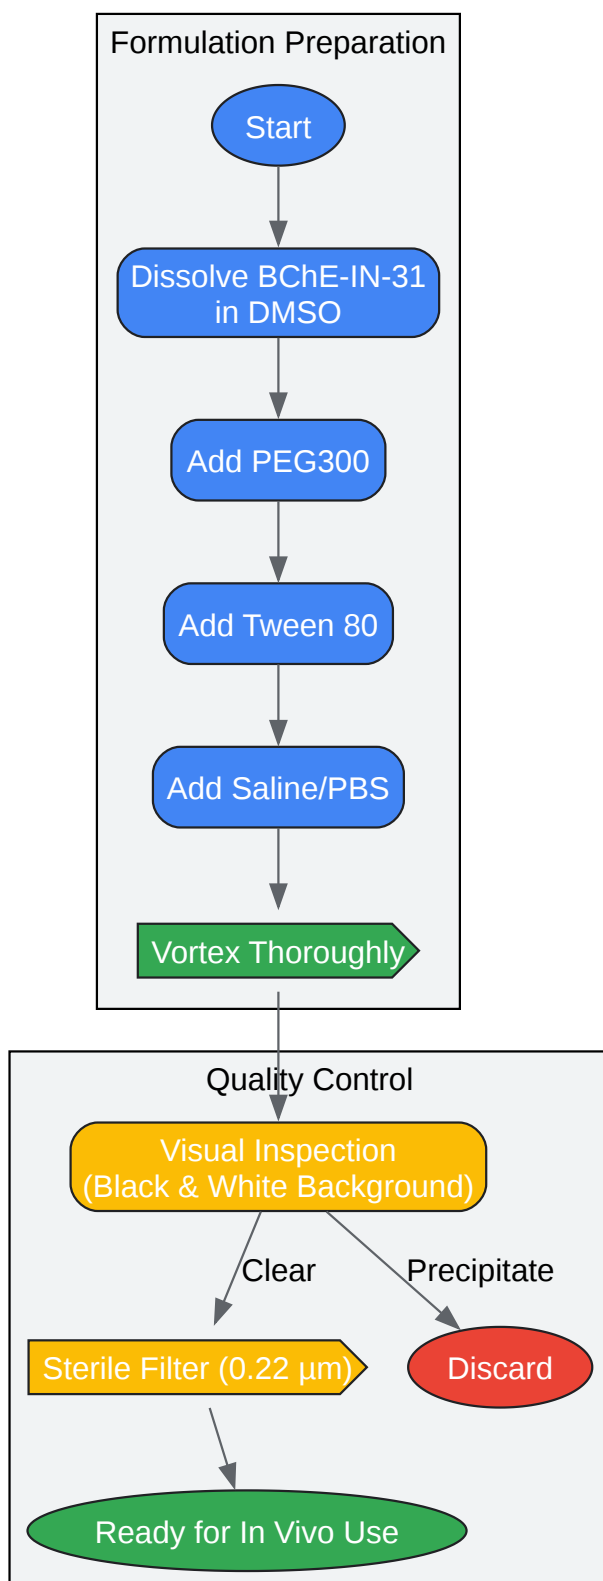 Formulation Preparation
Start
Dissolve BChE-IN-31
in DMSO
Add PEG300
Add Tween 80
Add Saline/PBS
Vortex Thoroughly
Quality Control
Visual Inspection
(Black & White Background)
Clear
Precipitate
Sterile Filter (0.22 µm)
Discard
Ready for In Vivo Use